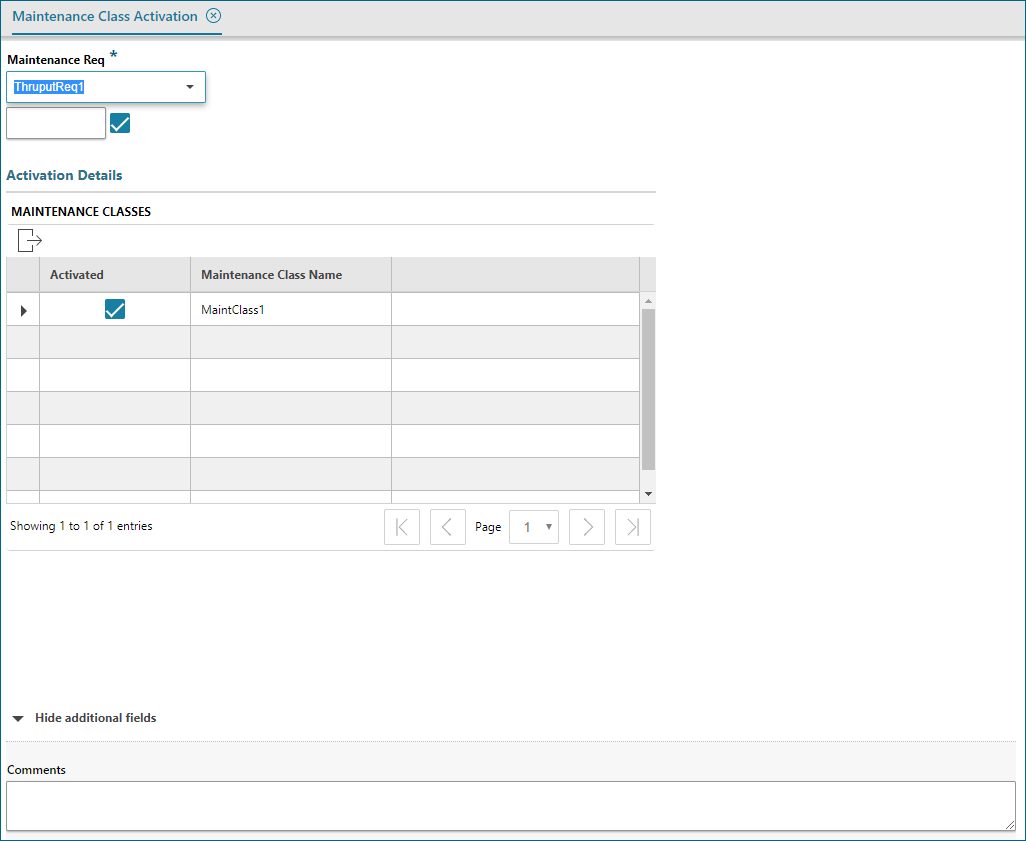 Maintenance Class Activation
Maintenance Req *
ThruputReq1
Activation Details
MAINTENANCE CLASSES
Activated Maintenance Class Name
MaintClass1
Showing 1 to 1 of 1 entries Page 1
Hide additional fields
Comments